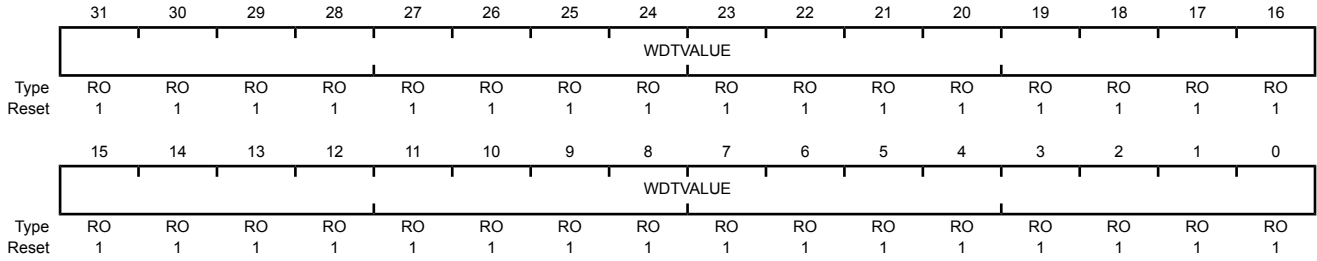 31 30 29 28 27 26 25 24 23 22 21 20 19 18 17 16
WDTVALUE
Type RO RO RO RO RO RO RO RO RO RO RO RO RO RO RO RO
Reset 1 1 1 1 1 1 1 1 1 1 1 1 1 1 1 1
15 14 13 12 11 10 9 8 7 6 5 4 3 2 1 0
WDTVALUE
Type RO RO RO RO RO RO RO RO RO RO RO RO RO RO RO RO
Reset 1 1 1 1 1 1 1 1 1 1 1 1 1 1 1 1